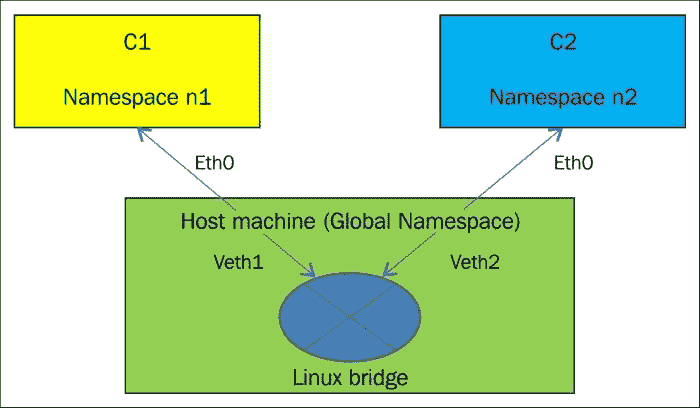 C1
Namespace n1
C2
Namespace n2
Eth0
Eth0
Host machine (Global Namespace)
Veth1
Veth2
Linux bridge